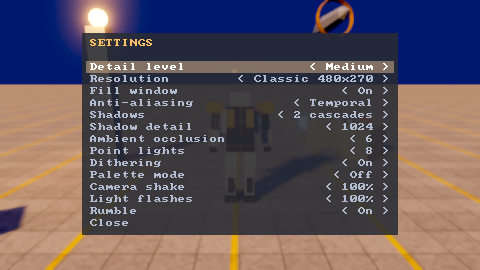 SETTINGS
Detail level < Medium >
Resolution < Classic 480x270 >
Fill window < On >
Anti-aliasing < Temporal >
Shadows < 2 cascades >
Shadow detail < 1024 >
Ambient occlusion < 6 >
Point lights < 8 >
Dithering < On >
Palette mode < Off >
Camera shake < 100% >
Light flashes < 100% >
Rumble < On >
Close